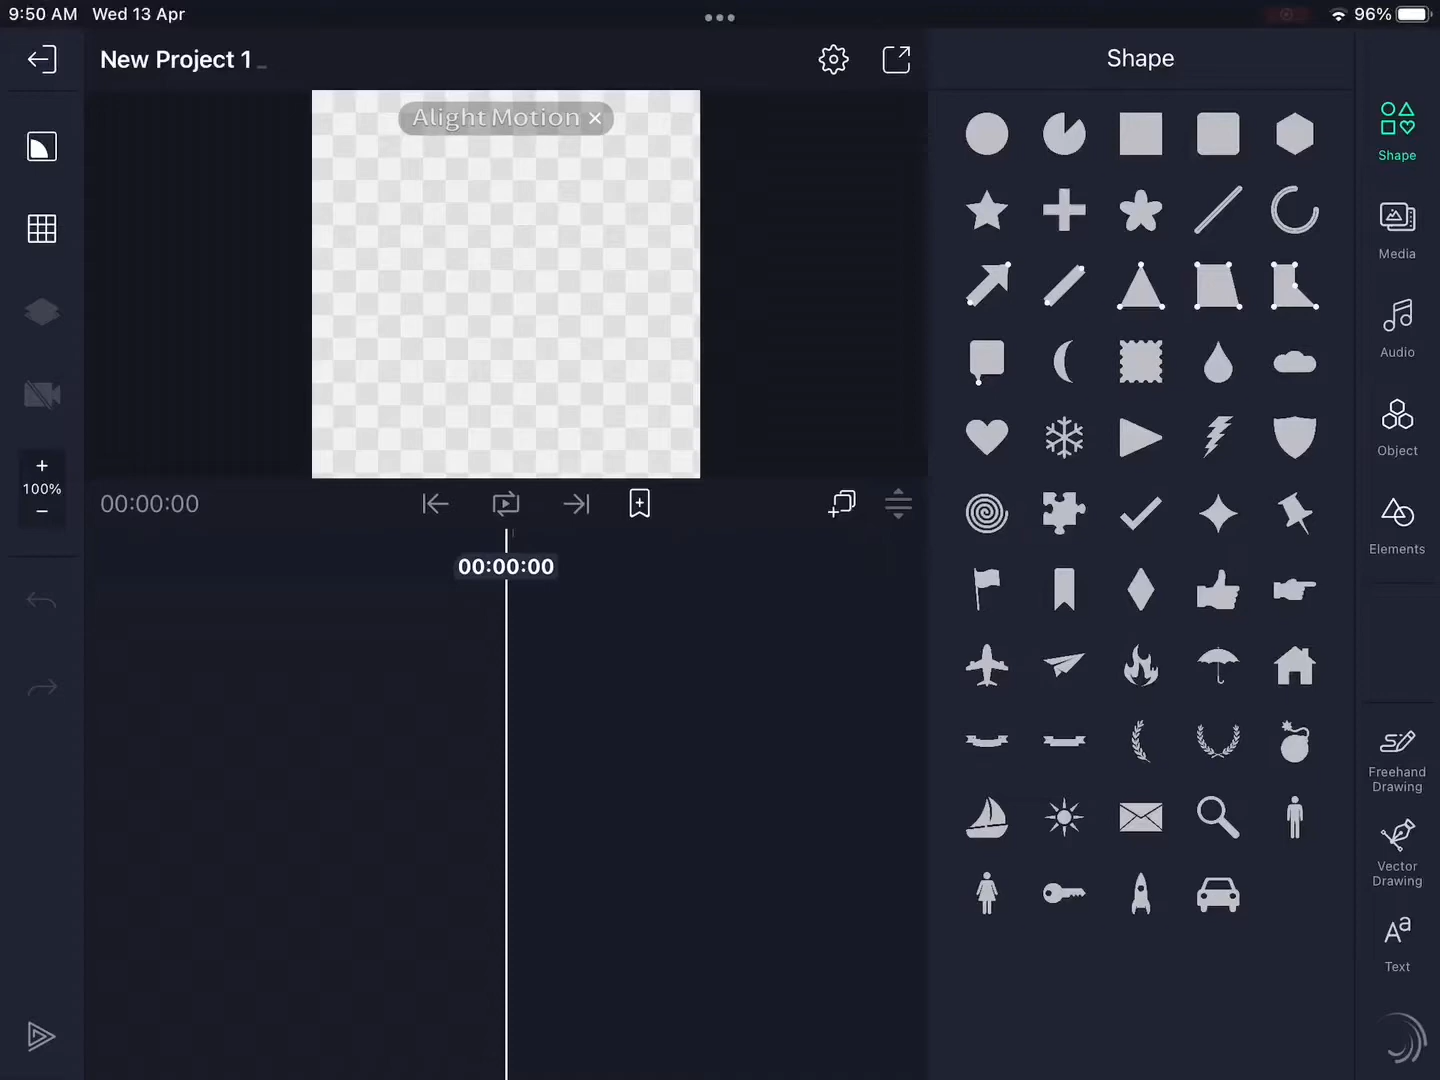 9:50 AM Wed 13 Apr
96%
New Project 1
Shape
Alight Motion ×
Shape
Media
Audio
Object
Elements
+
100%
−
00:00:00
00:00:00
Freehand
Drawing
Vector
Drawing
Aa
Text